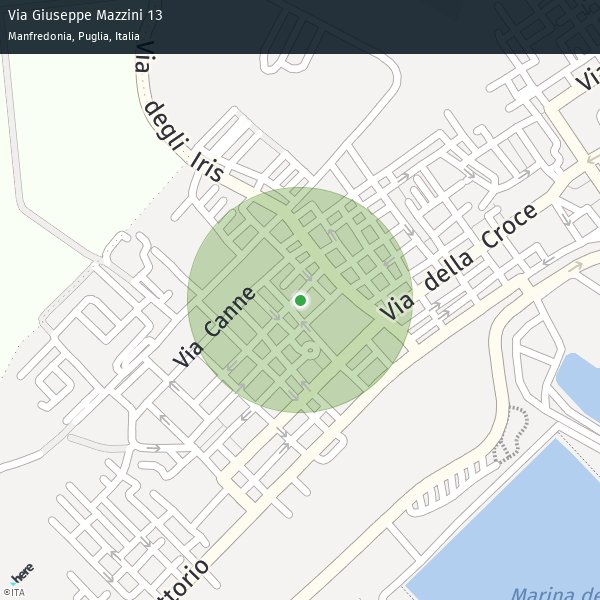 Via Giuseppe Mazzini 13
Manfredonia, Puglia, Italia
Via degli Iris
Via
Via della Croce
Via Canne
ttorio
Marina de
here
©ITA